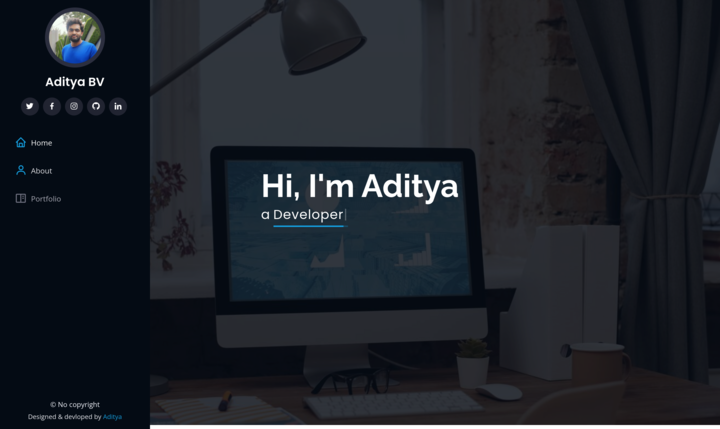 Aditya BV
Home
About
Portfolio
© No copyright
Designed & devloped by Aditya
Hi, I'm Aditya
a Developer